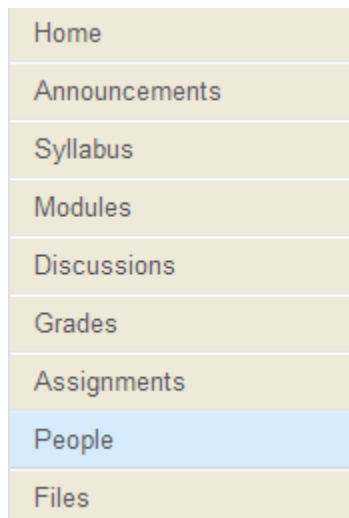 Home
Announcements
Syllabus
Modules
Discussions
Grades
Assignments
People
Files